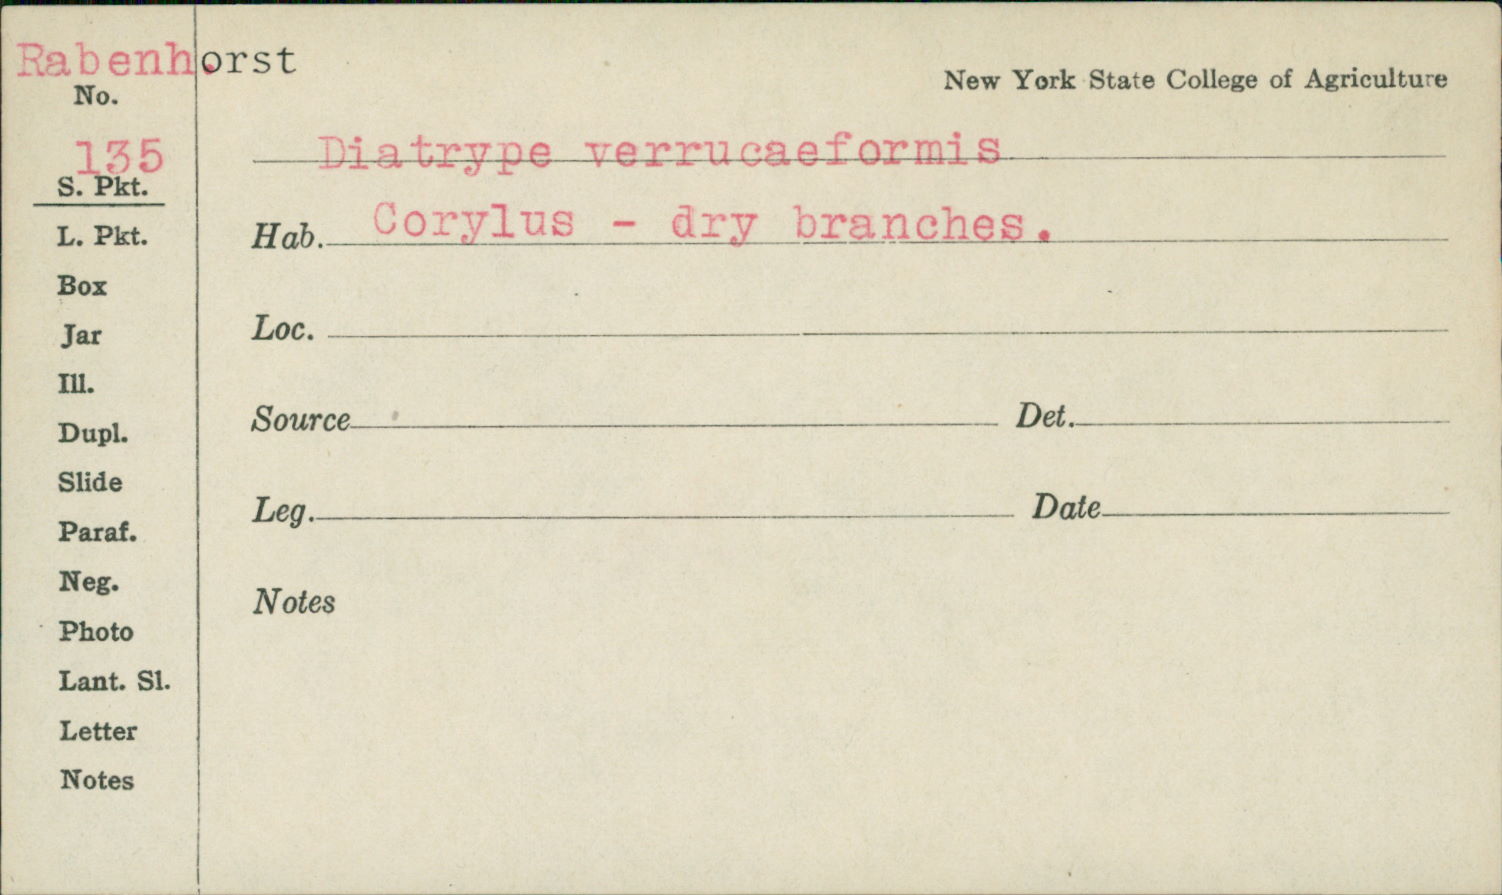 Rabenhorst
New York State College of Agriculture
No.
135
Diatrype verrucaeformis
S. Pkt.
Hab. Corylus - dry branches.
L. Pkt.
Box
Loc.
Jar
Ill.
Source Det.
Dupl.
Slide
Leg. Date
Paraf.
Neg.
Notes
Photo
Lant. Sl.
Letter
Notes